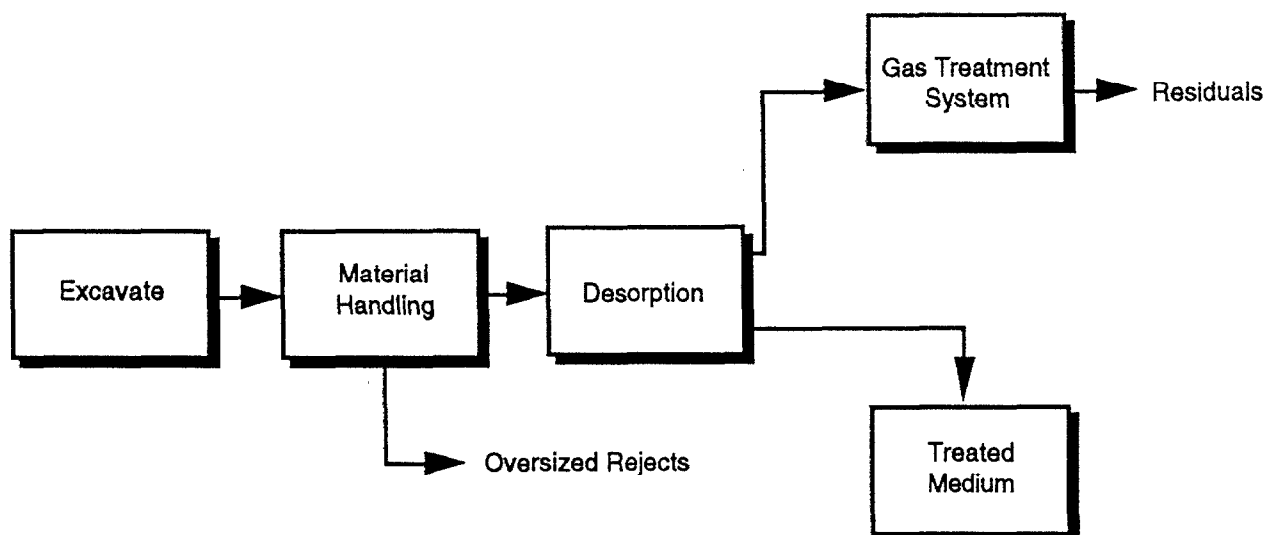 Gas Treatment
System
Residuals
Excavate
Material
Handling
Desorption
Oversized Rejects
Treated
Medium